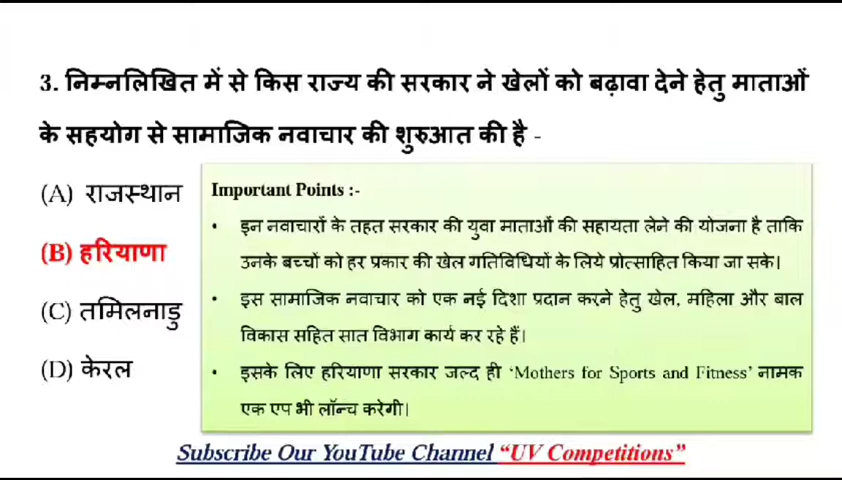 3. निम्नलिखित में से किस राज्य की सरकार ने खेलों को बढ़ावा देने हेतु माताओं
के सहयोग से सामाजिक नवाचार की शुरुआत की है -
(A) राजस्थान
(B) हरियाणा
(C) तमिलनाडु
(D) केरल
Important Points :-
• इन नवाचारों के तहत सरकार की युवा माताओं की सहायता लेने की योजना है ताकि
उनके बच्चों को हर प्रकार की खेल गतिविधियों के लिये प्रोत्साहित किया जा सके।
• इस सामाजिक नवाचार को एक नई दिशा प्रदान करने हेतु खेल, महिला और बाल
विकास सहित सात विभाग कार्य कर रहे हैं।
• इसके लिए हरियाणा सरकार जल्द ही ‘Mothers for Sports and Fitness’ नामक
एक एप भी लॉन्च करेगी।
Subscribe Our YouTube Channel “UV Competitions”